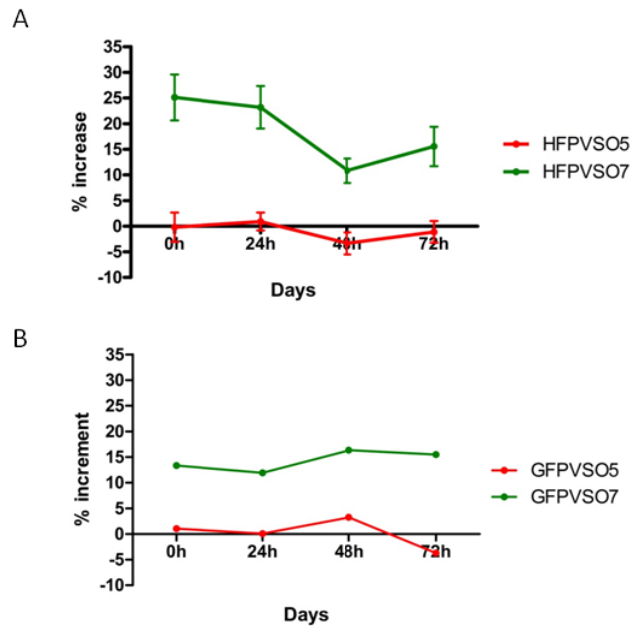 A
35
30
25
20
15
10
5
0
-5
-10
% increase
0h 24h 48h 72h
Days
HFPVSO5
HFPVSO7
B
35
30
25
20
15
10
5
0
-5
-10
% increment
0h 24h 48h 72h
Days
GFPVSO5
GFPVSO7